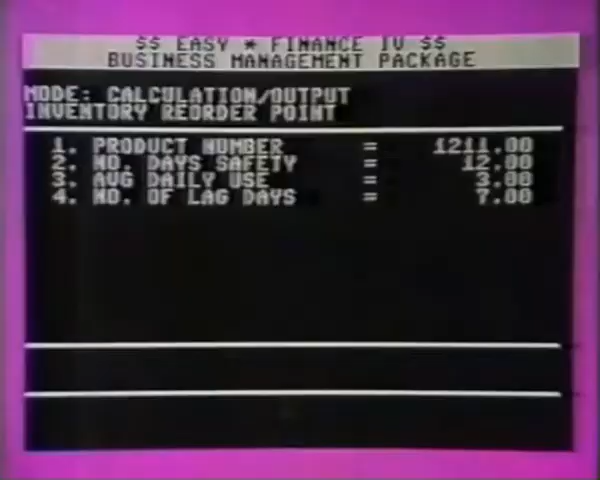 $$ EASY * FINANCE IV $$
BUSINESS MANAGEMENT PACKAGE
MODE: CALCULATION/OUTPUT
INVENTORY REORDER POINT
1. PRODUCT NUMBER = 1211.00
2. NO. DAYS SAFETY = 12.00
3. AVG DAILY USE = 3.00
4. NO. OF LAG DAYS = 7.00